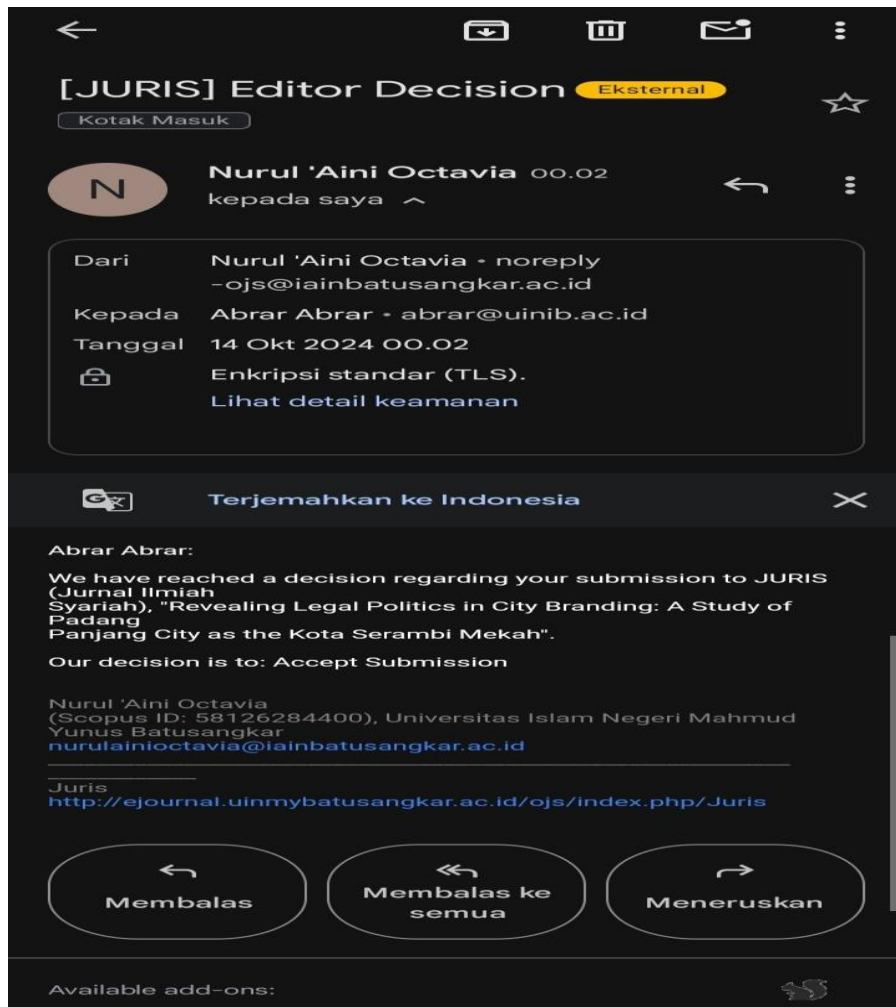 [JURIS] Editor Decision Eksternal
Kotak Masuk
N
Nurul 'Aini Octavia 00.02
kepada saya
Dari Nurul 'Aini Octavia • noreply
-ojs@iainbatusangkar.ac.id
Kepada Abrar Abrar • abrar@uinib.ac.id
Tanggal 14 Okt 2024 00.02
Enkripsi standar (TLS).
Lihat detail keamanan
G Terjemahkan ke Indonesia
Abrar Abrar:
We have reached a decision regarding your submission to JURIS
(Jurnal Ilmiah
Syariah), "Revealing Legal Politics in City Branding: A Study of
Padang
Panjang City as the Kota Serambi Mekah".
Our decision is to: Accept Submission
Nurul 'Aini Octavia
(Scopus ID: 58126284400), Universitas Islam Negeri Mahmud
Yunus Batusangkar
nurulainioctavia@iainbatusangkar.ac.id
Juris
http://ejournal.uinmybatusangkar.ac.id/ojs/index.php/Juris
Membalas
Membalas ke
semua
Meneruskan
Available add-ons: